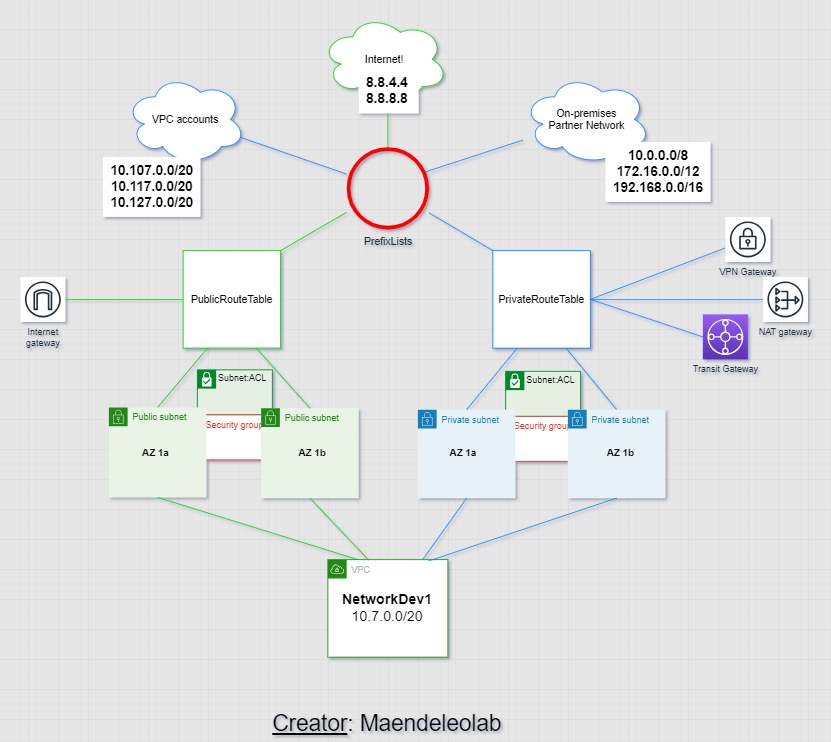 Internet!
8.8.4.4
8.8.8.8
VPC accounts
10.107.0.0/20
10.117.0.0/20
10.127.0.0/20
On-premises
Partner Network
10.0.0.0/8
172.16.0.0/12
192.168.0.0/16
PrefixLists
VPN Gateway
Internet
gateway
PublicRouteTable
PrivateRouteTable
NAT gateway
Transit Gateway
Subnet:ACL
Subnet:ACL
Public subnet
Security group
Public subnet
Private subnet
Security grou
Private subnet
AZ 1a
AZ 1b
AZ 1a
AZ 1b
VPC
NetworkDev1
10.7.0.0/20
Creator: Maendeleolab